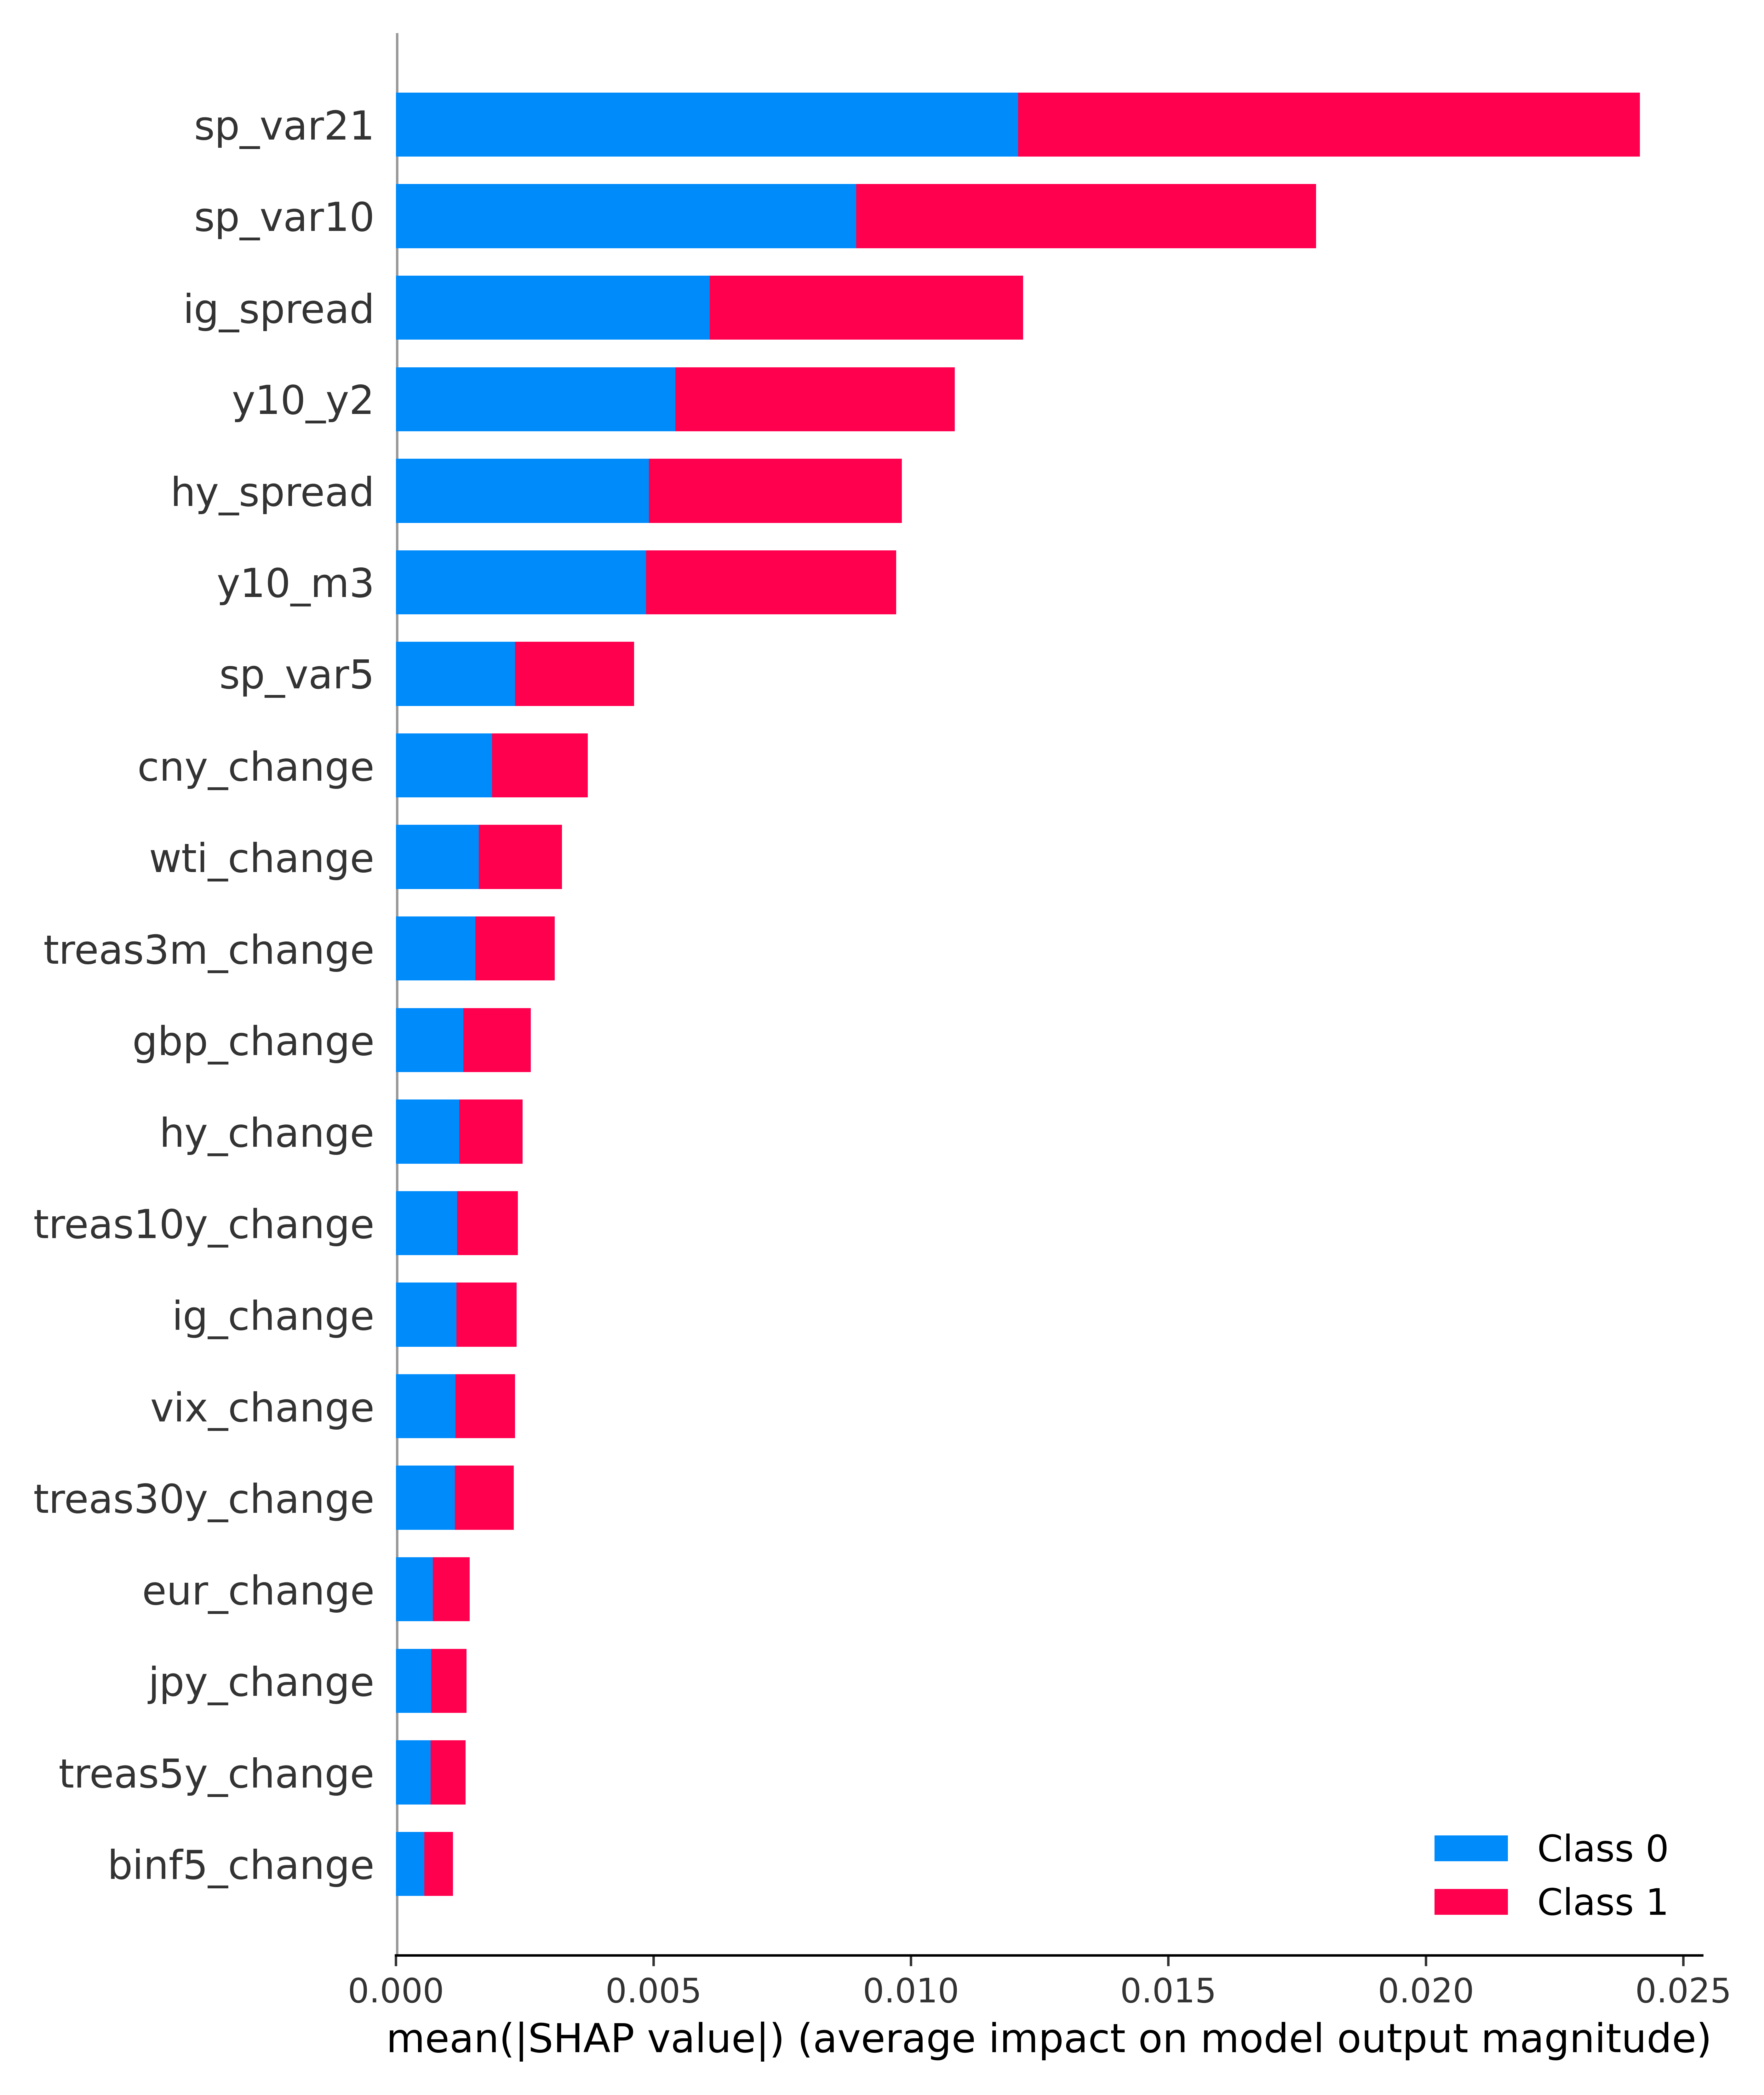 sp_var21
sp_var10
ig_spread
y10_y2
hy_spread
y10_m3
sp_var5
cny_change
wti_change
treas3m_change
gbp_change
hy_change
treas10y_change
ig_change
vix_change
treas30y_change
eur_change
jpy_change
treas5y_change
binf5_change
Class 0
Class 1
0.000 0.005 0.010 0.015 0.020 0.025
mean(|SHAP value|) (average impact on model output magnitude)